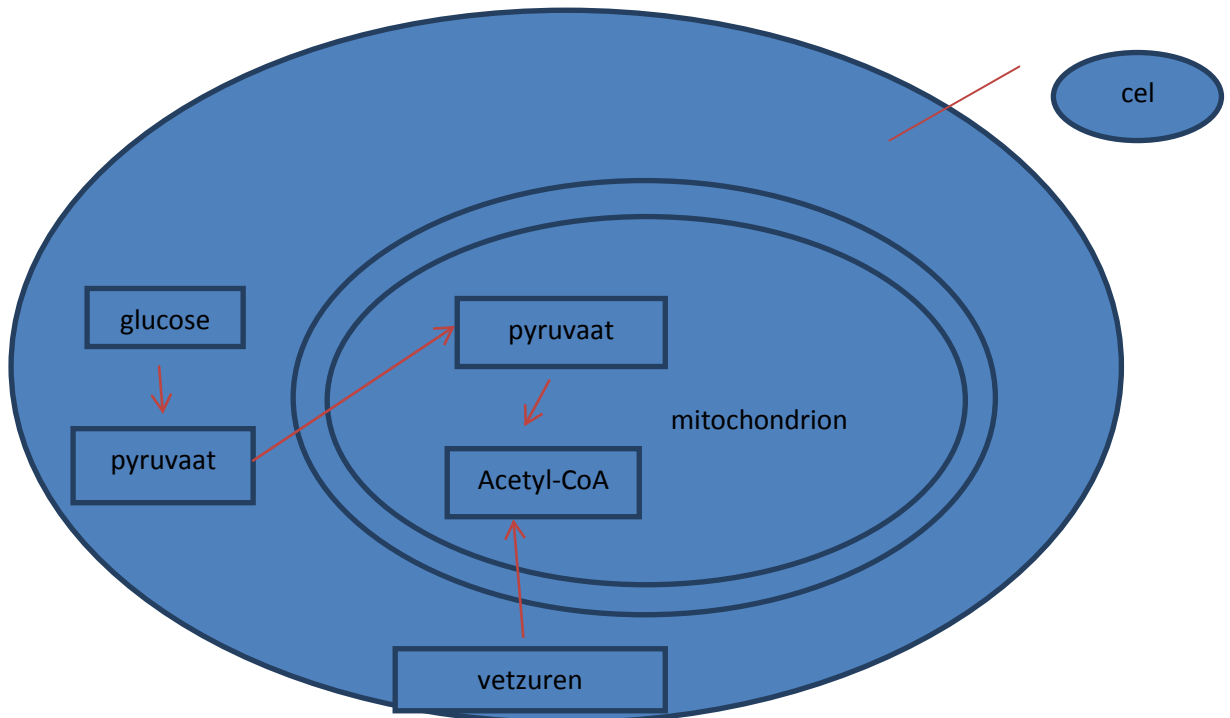 cel
glucose
pyruvaat
pyruvaat
mitochondrion
Acetyl-CoA
vetzuren